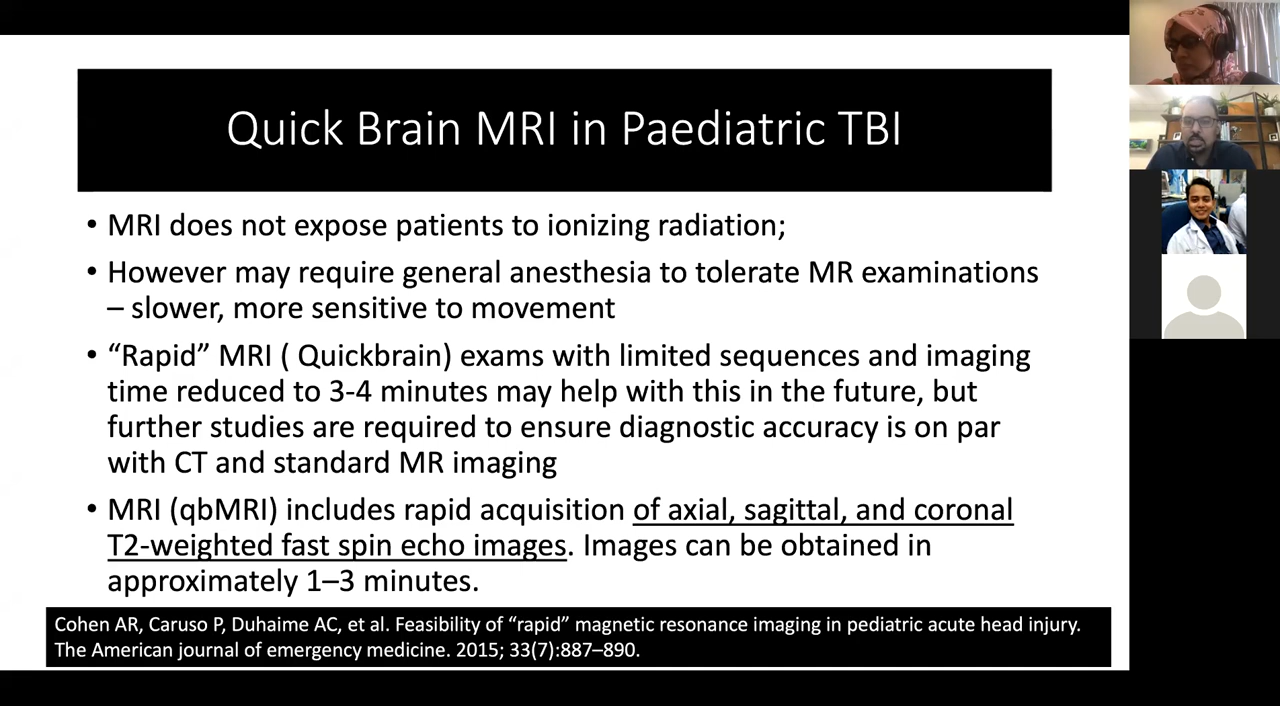 Quick Brain MRI in Paediatric TBI
• MRI does not expose patients to ionizing radiation;
• However may require general anesthesia to tolerate MR examinations
– slower, more sensitive to movement
• “Rapid” MRI ( Quickbrain) exams with limited sequences and imaging
time reduced to 3-4 minutes may help with this in the future, but
further studies are required to ensure diagnostic accuracy is on par
with CT and standard MR imaging
• MRI (qbMRI) includes rapid acquisition of axial, sagittal, and coronal
T2-weighted fast spin echo images. Images can be obtained in
approximately 1–3 minutes.
Cohen AR, Caruso P, Duhaime AC, et al. Feasibility of “rapid” magnetic resonance imaging in pediatric acute head injury.
The American journal of emergency medicine. 2015; 33(7):887–890.